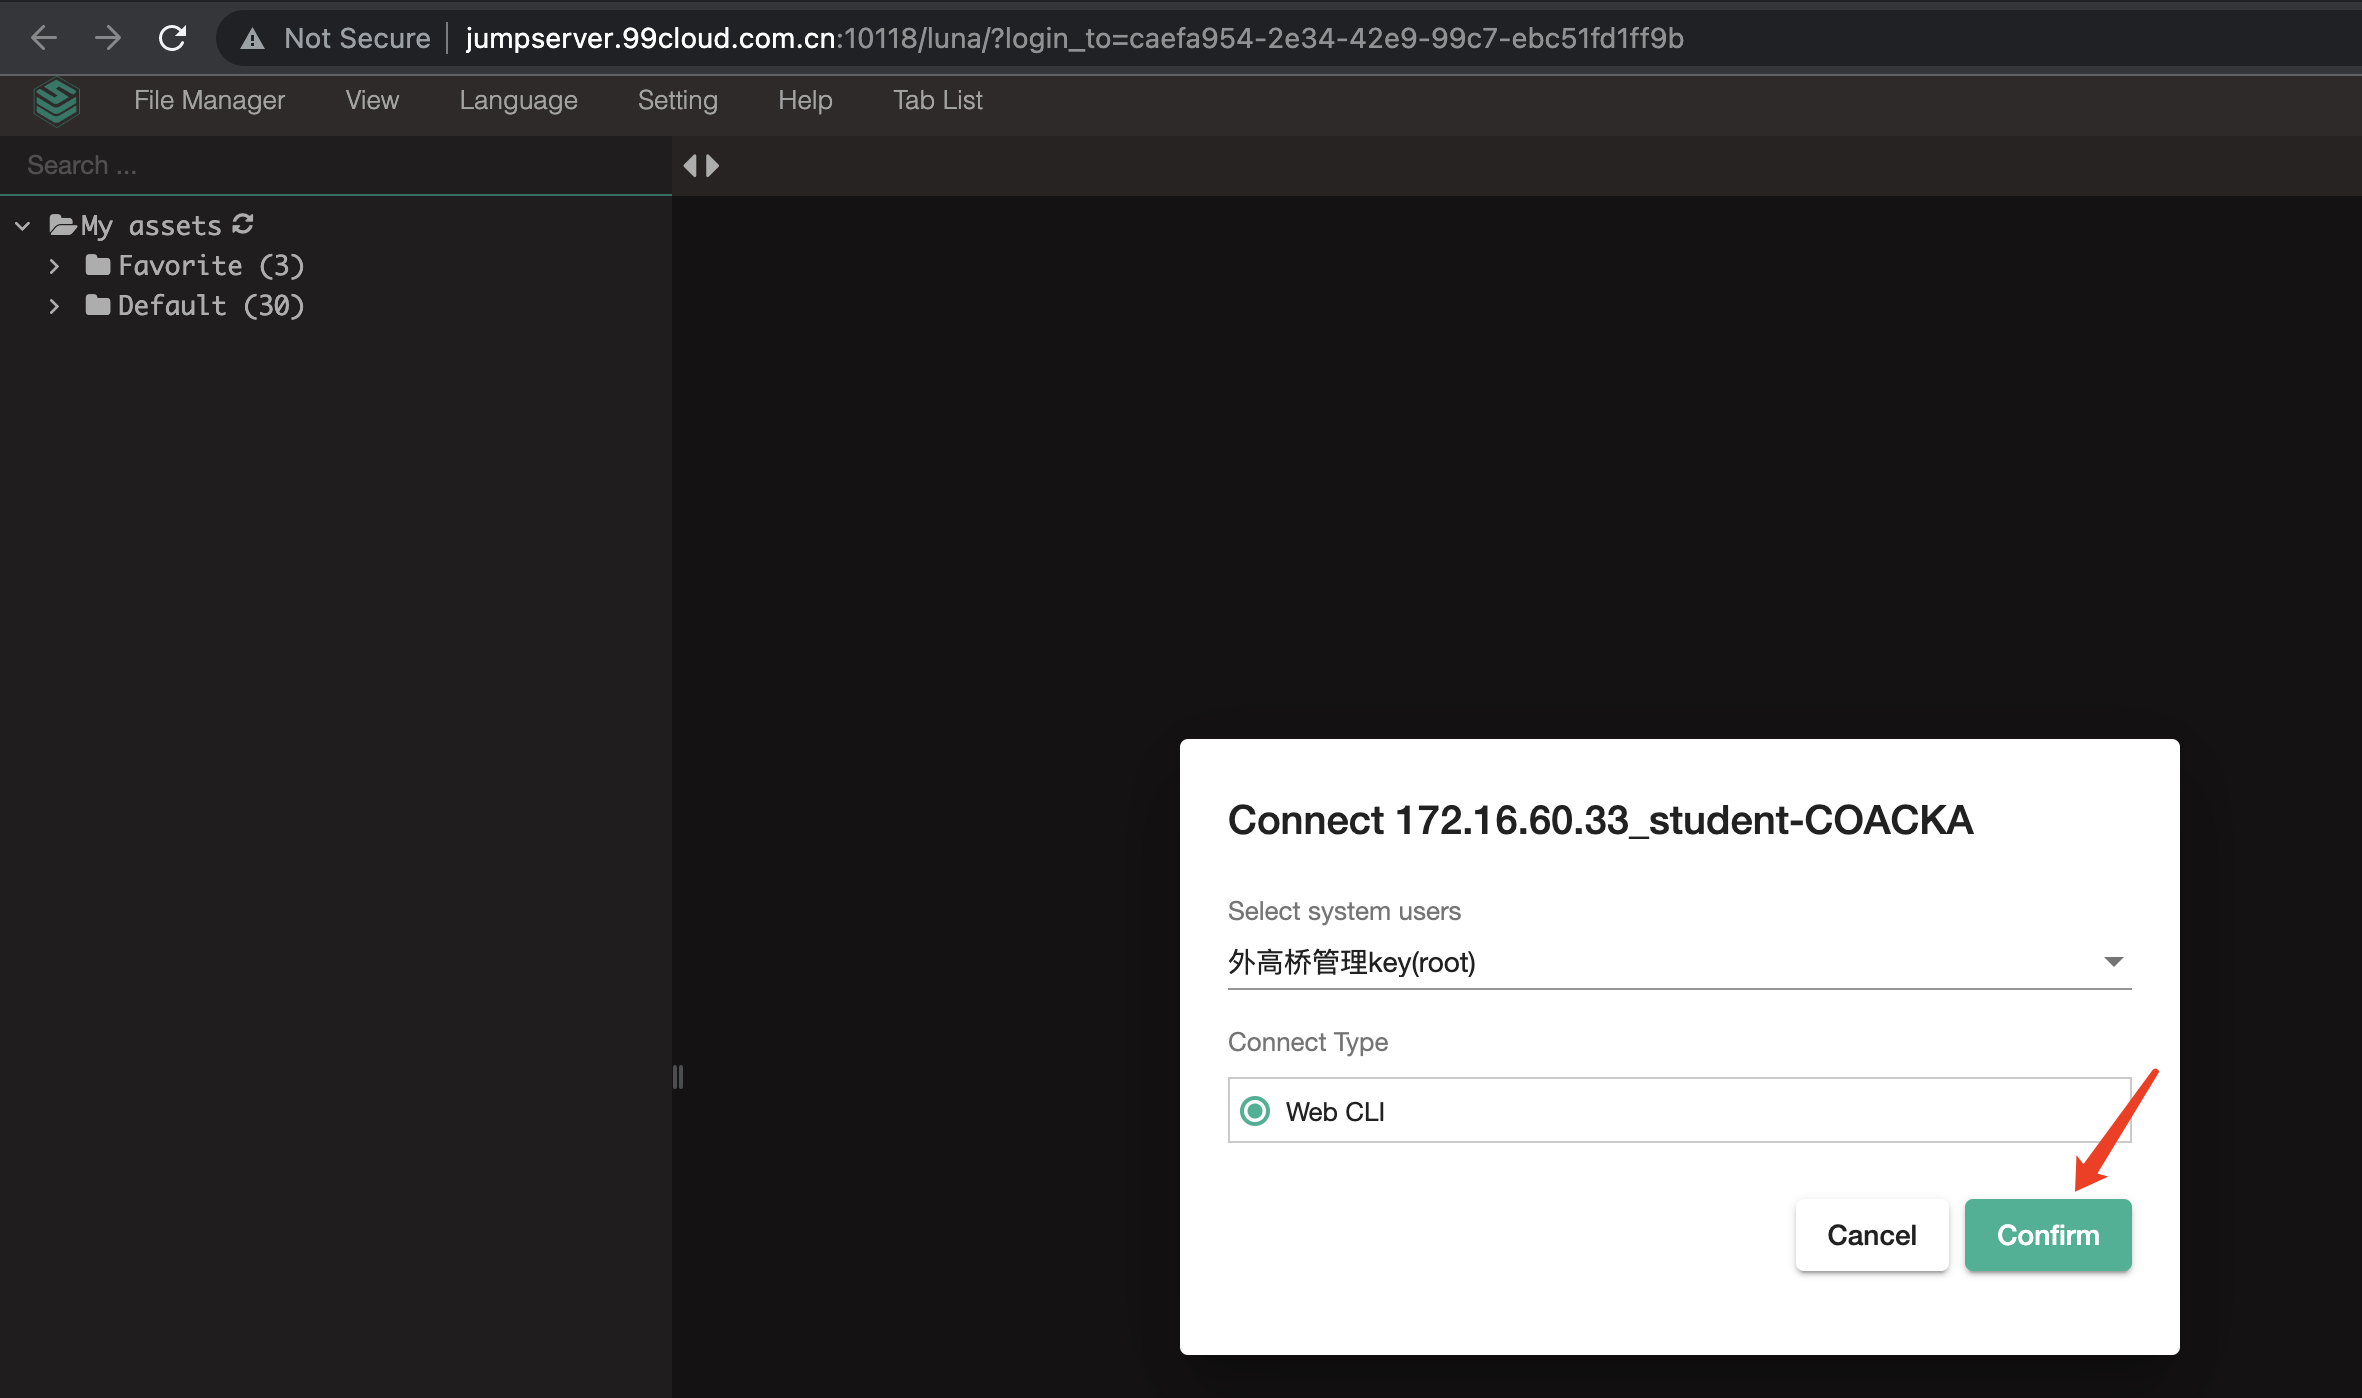 Not Secure jumpserver.99cloud.com.cn:10118/luna/?login_to=caefa954-2e34-42e9-99c7-ebc51fd1ff9b
File Manager View Language Setting Help Tab List
Search ...
My assets
Favorite (3)
Default (30)
Connect 172.16.60.33_student-COACKA
Select system users
外高桥管理key(root)
Connect Type
Web CLI
Cancel Confirm